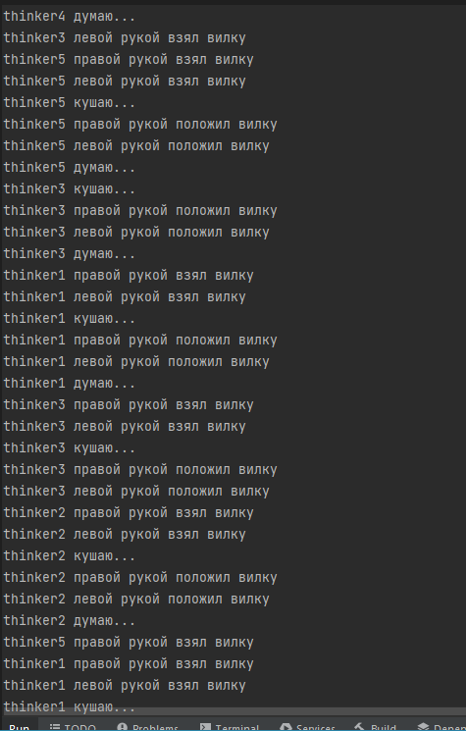 thinker4 думаю...
thinker3 левой рукой взял вилку
thinker5 правой рукой взял вилку
thinker5 левой рукой взял вилку
thinker5 кушаю...
thinker5 правой рукой положил вилку
thinker5 левой рукой положил вилку
thinker5 думаю...
thinker3 кушаю...
thinker3 правой рукой положил вилку
thinker3 левой рукой положил вилку
thinker3 думаю...
thinker1 правой рукой взял вилку
thinker1 левой рукой взял вилку
thinker1 кушаю...
thinker1 правой рукой положил вилку
thinker1 левой рукой положил вилку
thinker1 думаю...
thinker3 правой рукой взял вилку
thinker3 левой рукой взял вилку
thinker3 кушаю...
thinker3 правой рукой положил вилку
thinker3 левой рукой положил вилку
thinker2 правой рукой взял вилку
thinker2 левой рукой взял вилку
thinker2 кушаю...
thinker2 правой рукой положил вилку
thinker2 левой рукой положил вилку
thinker2 думаю...
thinker5 правой рукой взял вилку
thinker1 правой рукой взял вилку
thinker1 левой рукой взял вилку
thinker1 кушаю...
Run TODO Problems Terminal Services Build Depen